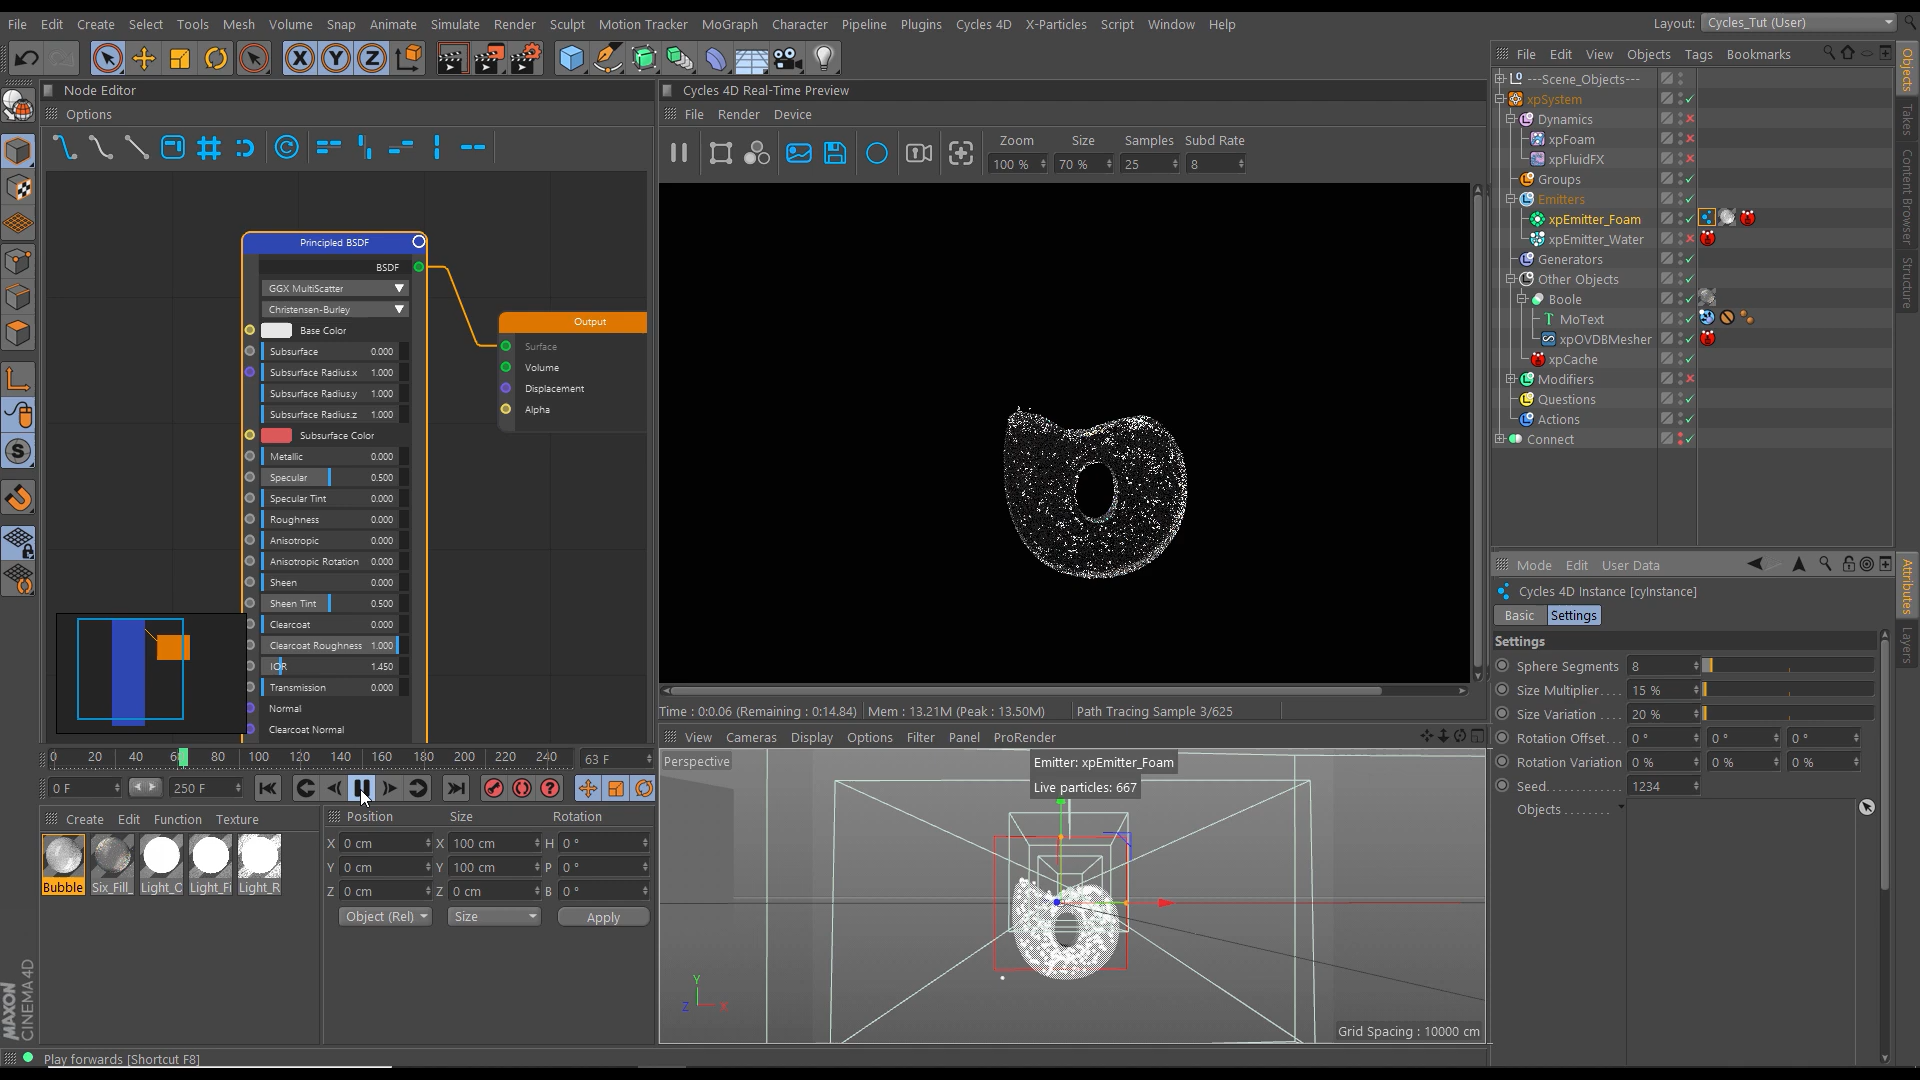 File Edit Create Select Tools Mesh Volume Snap Animate Simulate Render Sculpt Motion Tracker MoGraph Character Pipeline Plugins Cycles 4D X-Particles Script Window Help
Layout: Cycles_Tut (User)
X Y Z
File Edit View Objects Tags Bookmarks
Objects
Takes
Content Browser
Structure
---Scene_Objects---
xpSystem
Dynamics
xpFoam
xpFluidFX
Groups
Emitters
xpEmitter_Foam
xpEmitter_Water
Generators
Other Objects
Boole
MoText
xpOVDBMesher
xpCache
Modifiers
Questions
Actions
Connect
Node Editor
Options
Principled BSDF
BSDF
GGX MultiScatter
Christensen-Burley
Base Color
Subsurface 0.000
Subsurface Radius.x 1.000
Subsurface Radius.y 1.000
Subsurface Radius.z 1.000
Subsurface Color
Metallic 0.000
Specular 0.500
Specular Tint 0.000
Roughness 0.000
Anisotropic 0.000
Anisotropic Rotation 0.000
Sheen 0.000
Sheen Tint 0.500
Clearcoat 0.000
Clearcoat Roughness 1.000
IOR 1.450
Transmission 0.000
Normal
Clearcoat Normal
Output
Surface
Volume
Displacement
Alpha
Cycles 4D Real-Time Preview
File Render Device
Zoom Size Samples Subd Rate
100 % 70 % 25 8
Time : 0:0.06 (Remaining : 0:14.84) Mem : 13.21M (Peak : 13.50M) Path Tracing Sample 3/625
View Cameras Display Options Filter Panel ProRender
Perspective
Emitter: xpEmitter_Foam
Live particles: 667
Y
Z X
Grid Spacing : 10000 cm
Mode Edit User Data
Attributes
Layers
Cycles 4D Instance [cyInstance]
Basic Settings
Settings
Sphere Segments 8
Size Multiplier.... 15 %
Size Variation .... 20 %
Rotation Offset... 0 ° 0 ° 0 °
Rotation Variation 0 % 0 % 0 %
Seed............. 1234
Objects ........
0 20 40 6 80 100 120 140 160 180 200 220 240 63 F
0 F 250 F
Create Edit Function Texture
Bubble Six_Fill_ Light_C Light_Fi Light_R
Position Size Rotation
X 0 cm X 100 cm H 0 °
Y 0 cm Y 100 cm P 0 °
Z 0 cm Z 0 cm B 0 °
Object (Rel) Size Apply
MAXON
CINEMA 4D
Play forwards [Shortcut F8]